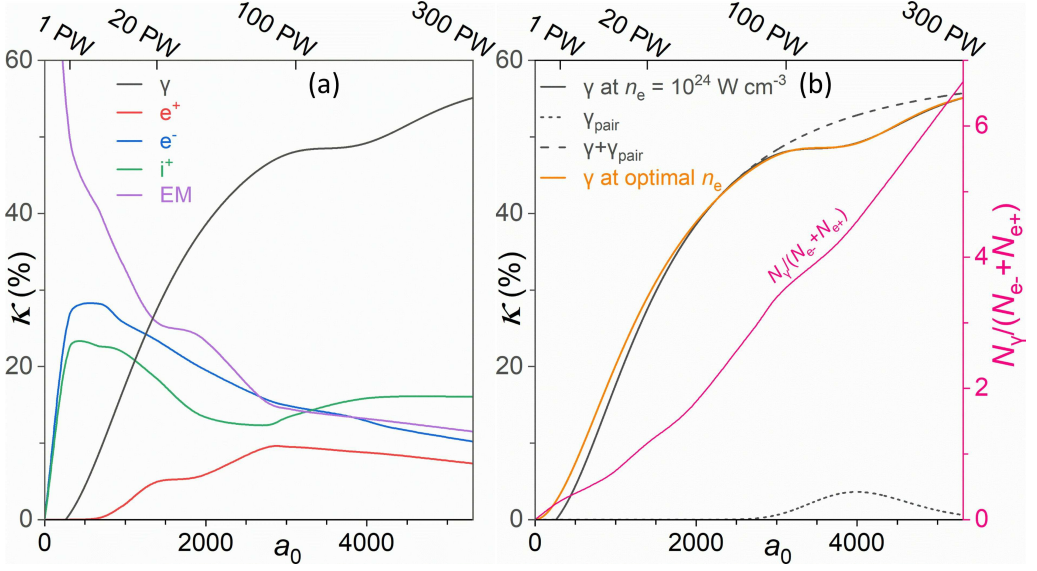 1 PW 20 PW 100 PW 300 PW
(a)
γ
e+
e-
i+
EM
60
40
20
0
κ (%)
0 2000 4000
a0
1 PW 20 PW 100 PW 300 PW
(b)
γ at ne = 10^24 W cm^-3
γpair
γ+γpair
γ at optimal ne
Nγ/(Ne-+Ne+)
60
40
20
0
κ (%)
0 2000 4000
a0
6
4
2
0
Nγ/(Ne-+Ne+)